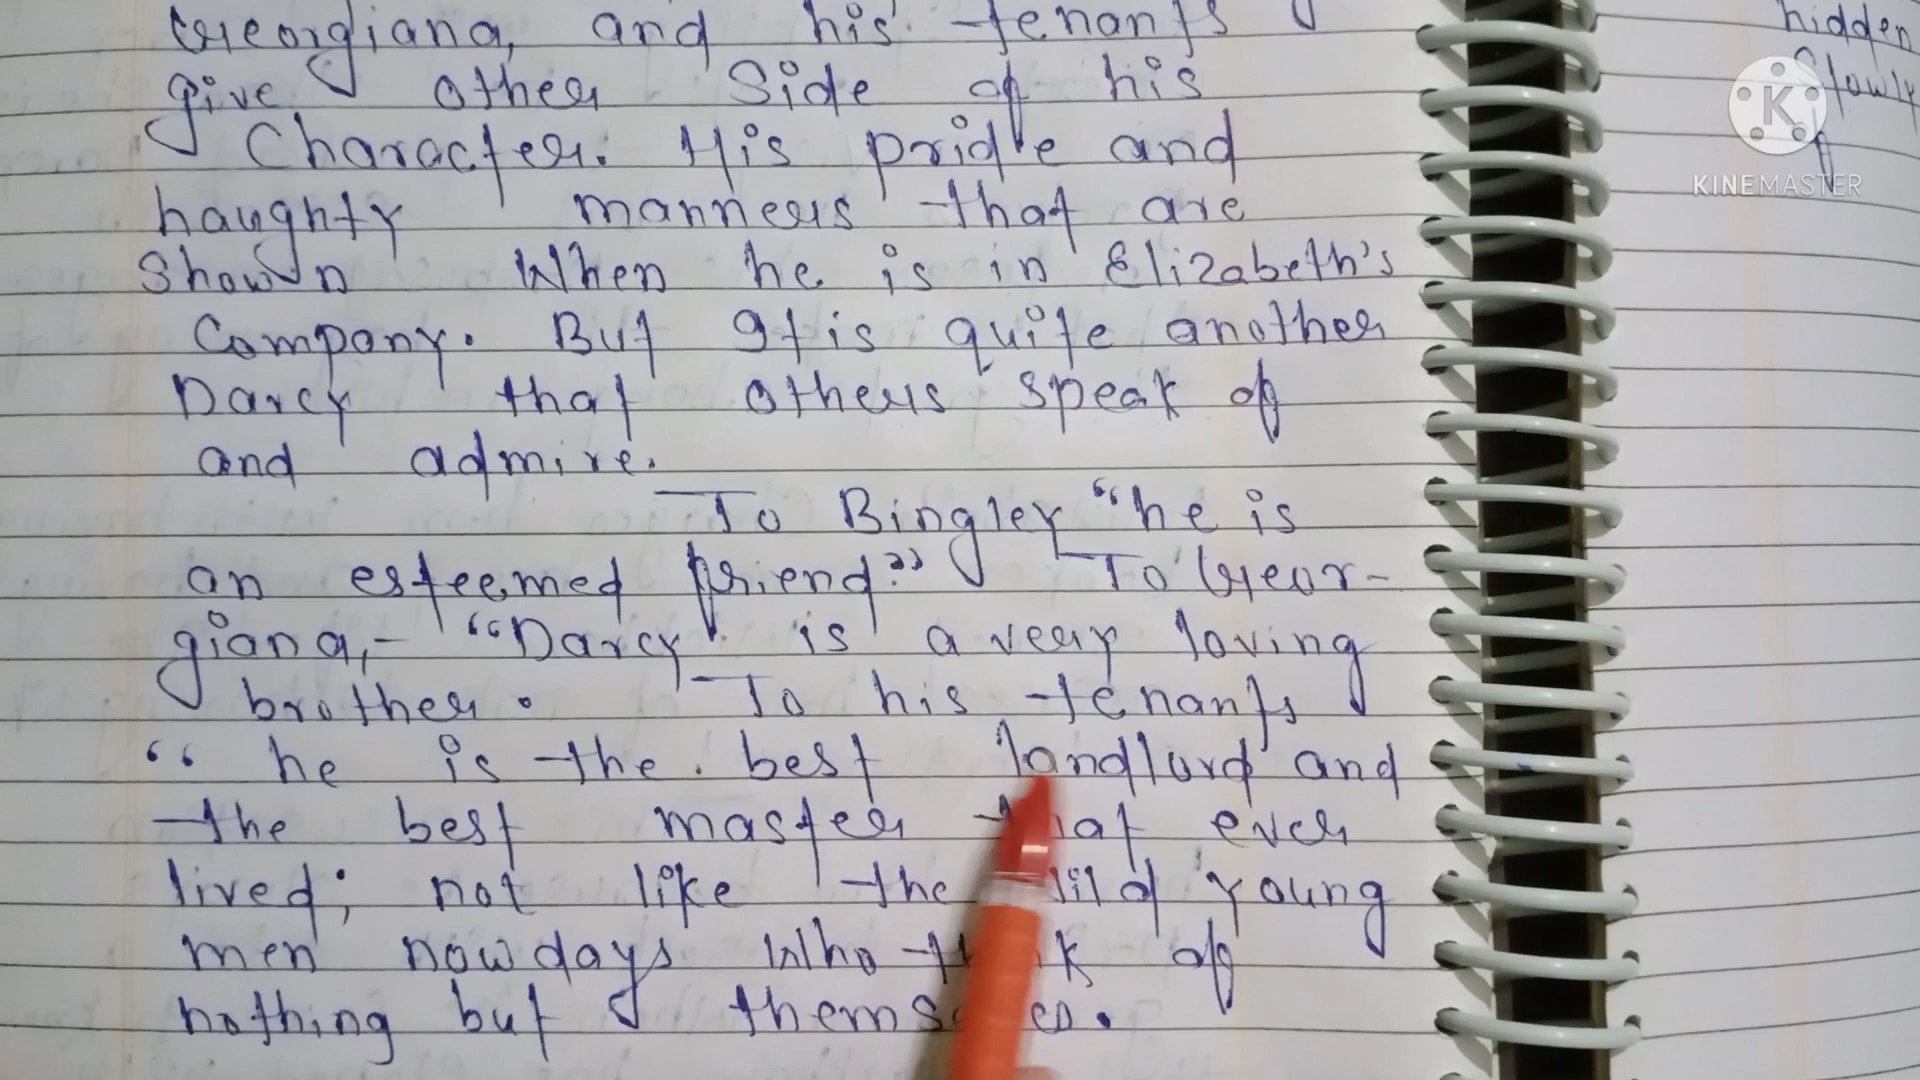 Georgiana, and his tenants
give other Side of his
Character. His pride and
haughty manners that are
Shown When he is in Elizabeth's
Company. But It is quite another
Darcy that others speak of
and admire.
To Bingley "he is
an esteemed friend." To Geor-
giana,- "Darcy is a very loving
brother. To his tenants
" he is the best landlord and
the best master that ever
lived; not like the wild young
men nowdays Who think of
nothing but themselves.
hidden
Slowly
K
KINEMASTER